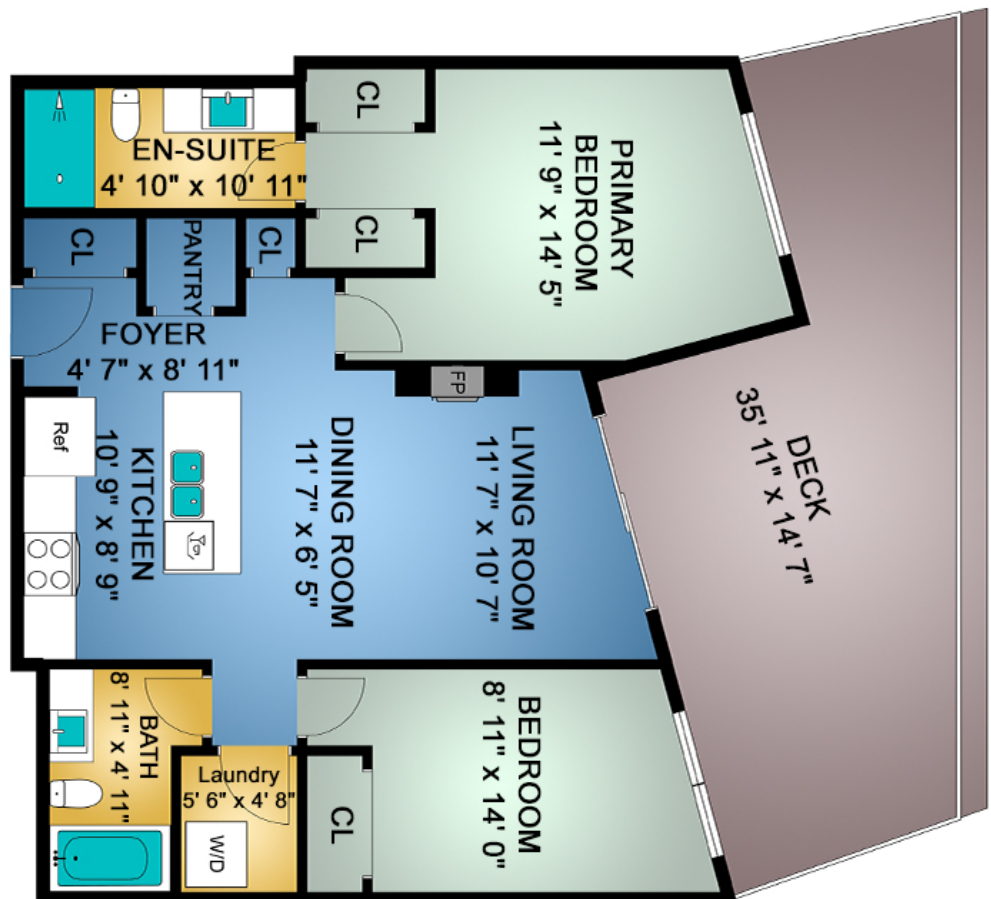 CL
EN-SUITE
4' 10" x 10' 11"
PRIMARY
BEDROOM
11' 9" x 14' 5"
CL
PANTRY
CL
CL
FOYER
4' 7" x 8' 11"
FP
Ref
KITCHEN
10' 9" x 8' 9"
DINING ROOM
11' 7" x 6' 5"
LIVING ROOM
11' 7" x 10' 7"
DECK
35' 11" x 14' 7"
BATH
8' 11" x 4' 11"
Laundry
5' 6" x 4' 8"
W/D
CL
BEDROOM
8' 11" x 14' 0"